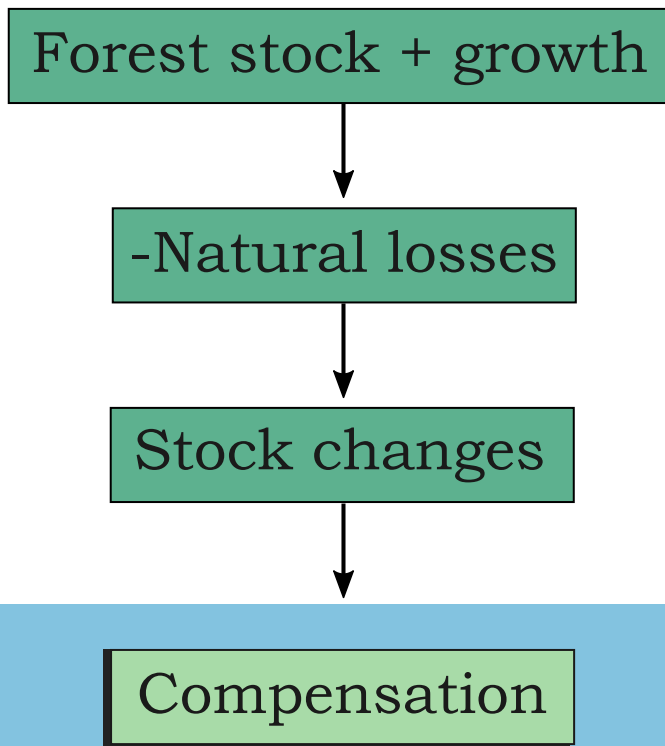 Forest stock + growth
-Natural losses
Stock changes
Compensation